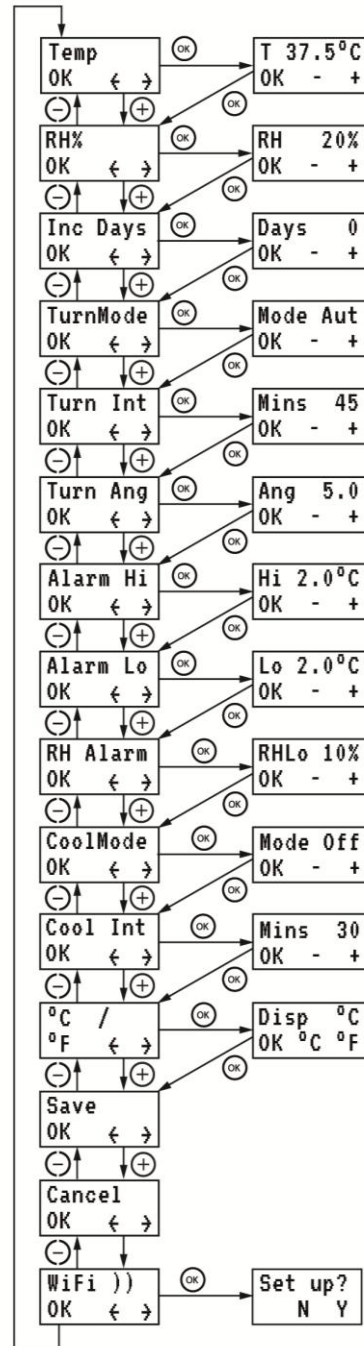 Temp
OK ← →
OK
T 37.5°C
OK - +
− +
OK
RH%
OK ← →
OK
RH 20%
OK - +
− +
OK
Inc Days
OK ← →
OK
Days 0
OK - +
− +
OK
TurnMode
OK ← →
OK
Mode Aut
OK - +
− +
OK
Turn Int
OK ← →
OK
Mins 45
OK - +
− +
OK
Turn Ang
OK ← →
OK
Ang 5.0
OK - +
− +
OK
Alarm Hi
OK ← →
OK
Hi 2.0°C
OK - +
− +
OK
Alarm Lo
OK ← →
OK
Lo 2.0°C
OK - +
− +
OK
RH Alarm
OK ← →
OK
RHLo 10%
OK - +
− +
OK
CoolMode
OK ← →
OK
Mode Off
OK - +
− +
OK
Cool Int
OK ← →
OK
Mins 30
OK - +
− +
OK
°C /
°F ← →
OK
Disp °C
OK °C °F
− +
OK
Save
OK ← →
− +
Cancel
OK ← →
−
WiFi ))
OK ← →
OK
Set up?
N Y